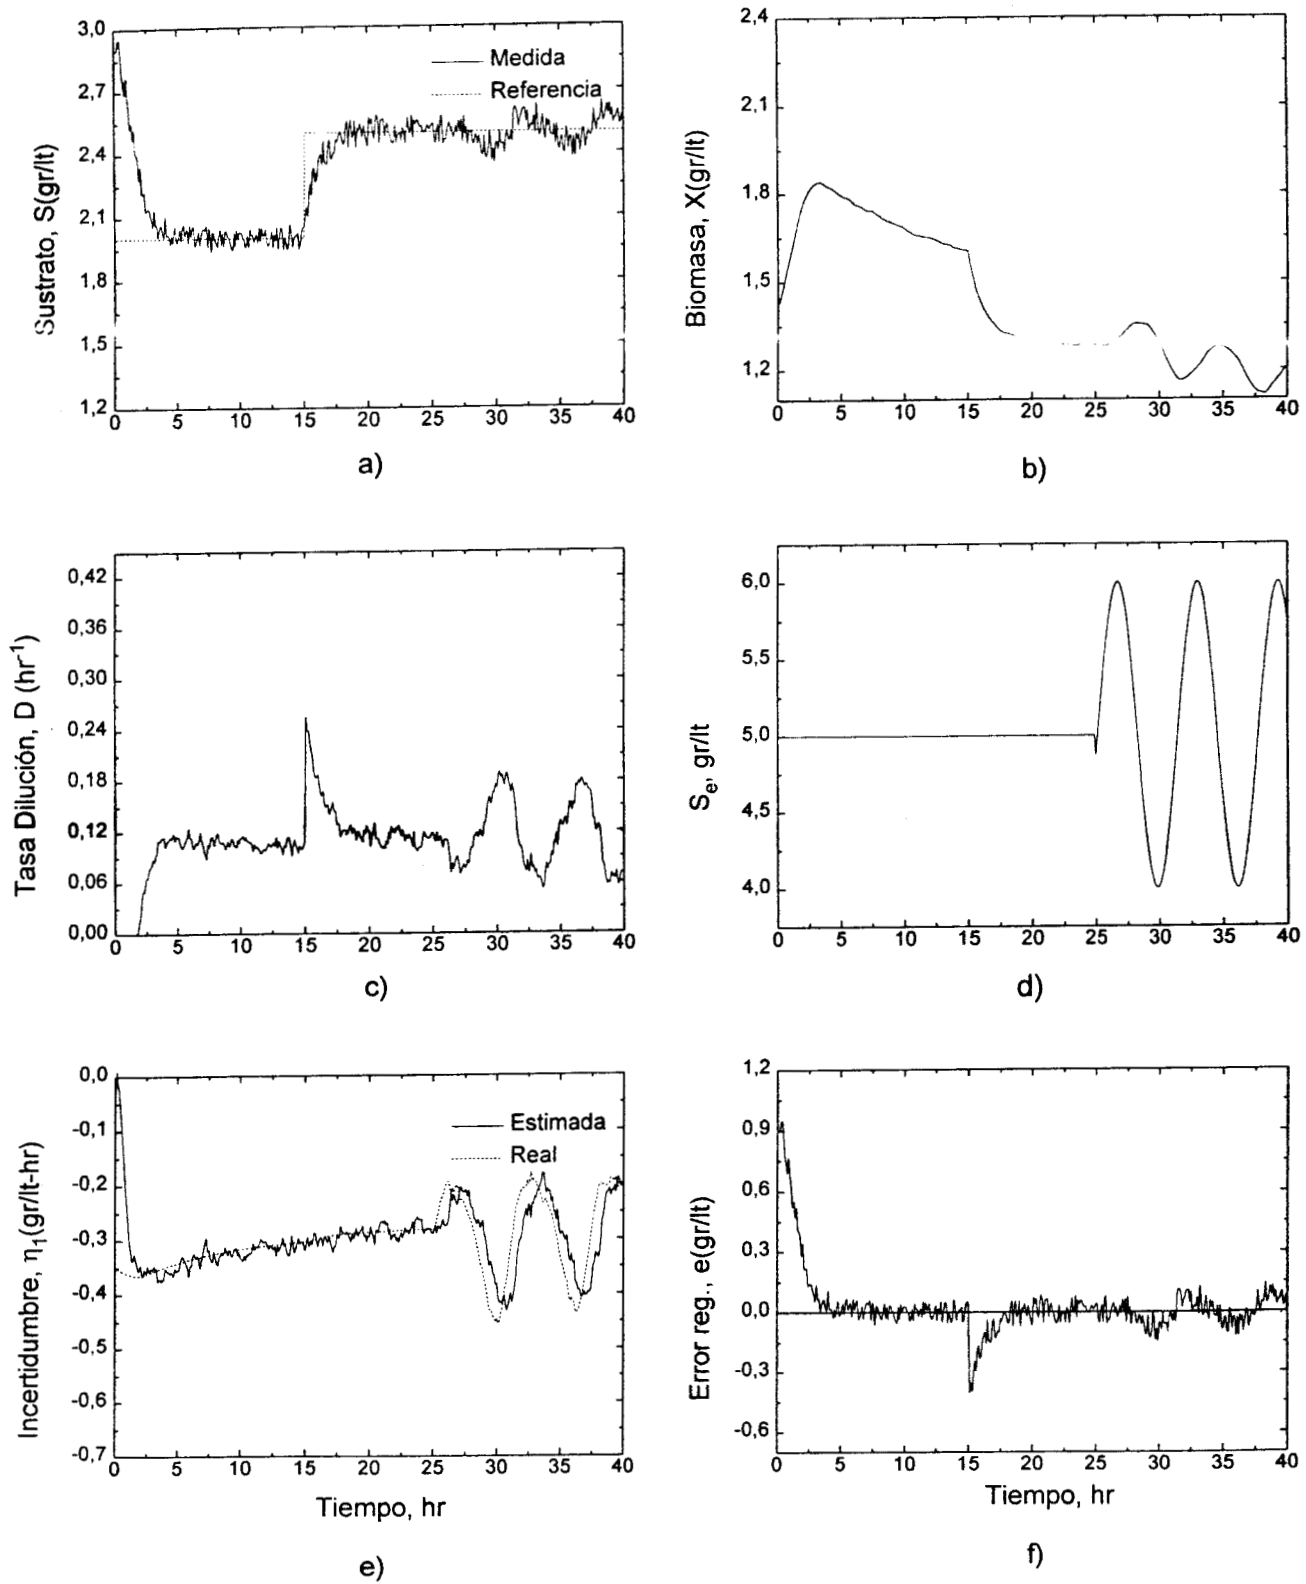 3,0
2,7
2,4
2,1
1,8
1,5
1,2
Sustrato, S(gr/lt)
Medida
Referencia
0 5 10 15 20 25 30 35 40
a)
2,4
2,1
1,8
1,5
1,2
Biomasa, X(gr/lt)
0 5 10 15 20 25 30 35 40
b)
0,42
0,36
0,30
0,24
0,18
0,12
0,06
0,00
Tasa Dilución, D (hr⁻¹)
0 5 10 15 20 25 30 35 40
c)
6,0
5,5
5,0
4,5
4,0
Sₑ, gr/lt
0 5 10 15 20 25 30 35 40
d)
0,0
-0,1
-0,2
-0,3
-0,4
-0,5
-0,6
-0,7
Incertidumbre, η₁(gr/lt-hr)
Estimada
Real
0 5 10 15 20 25 30 35 40
Tiempo, hr
e)
1,2
0,9
0,6
0,3
0,0
-0,3
-0,6
Error reg., e(gr/lt)
0 5 10 15 20 25 30 35 40
Tiempo, hr
f)